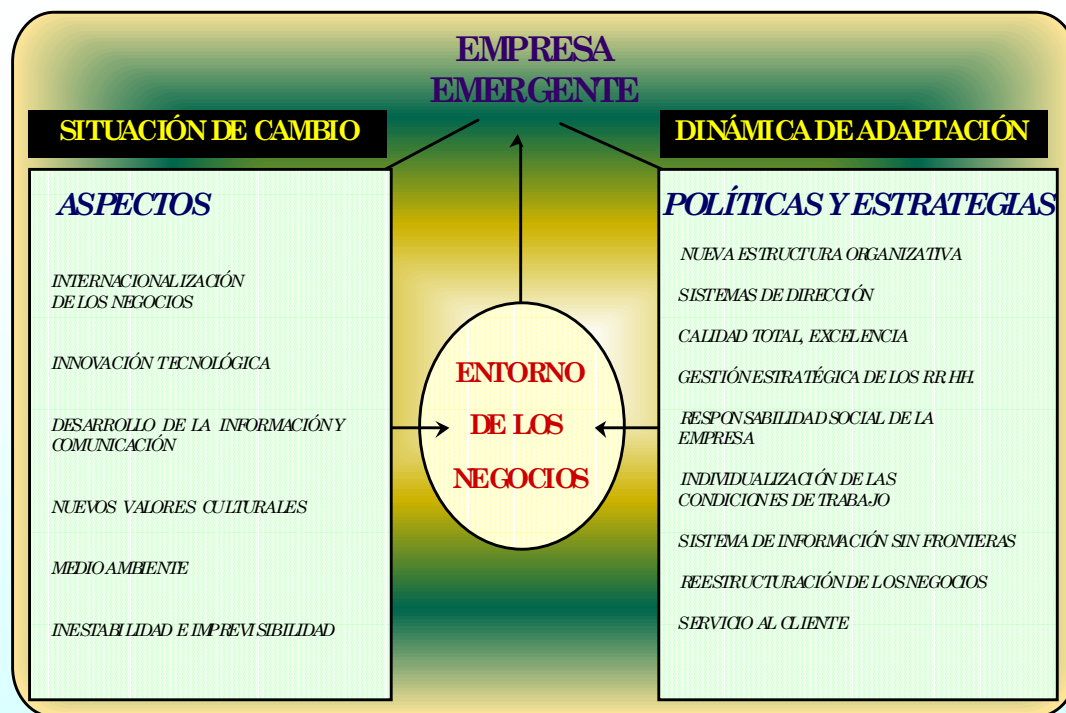 EMPRESA
EMERGENTE
SITUACIÓN DE CAMBIO
ASPECTOS
INTERNACIONALIZACIÓN
DE LOS NEGOCIOS
INNOVACIÓN TECNOLÓGICA
DESARROLLO DE LA INFORMACIÓN Y
COMUNICACIÓN
NUEVOS VALORES CULTURALES
MEDIO AMBIENTE
INESTABILIDAD E IMPREVISIBILIDAD
ENTORNO
DE LOS
NEGOCIOS
DINÁMICA DE ADAPTACIÓN
POLÍTICAS Y ESTRATEGIAS
NUEVA ESTRUCTURA ORGANIZATIVA
SISTEMAS DE DIRECCIÓN
CALIDAD TOTAL, EXCELENCIA
GESTIÓN ESTRATÉGICA DE LOS RR.HH.
RESPONSABILIDAD SOCIAL DE LA
EMPRESA
INDIVIDUALIZACIÓN DE LAS
CONDICIONES DE TRABAJO
SISTEMA DE INFORMACIÓN SIN FRONTERAS
REESTRUCTURACIÓN DE LOS NEGOCIOS
SERVICIO AL CLIENTE